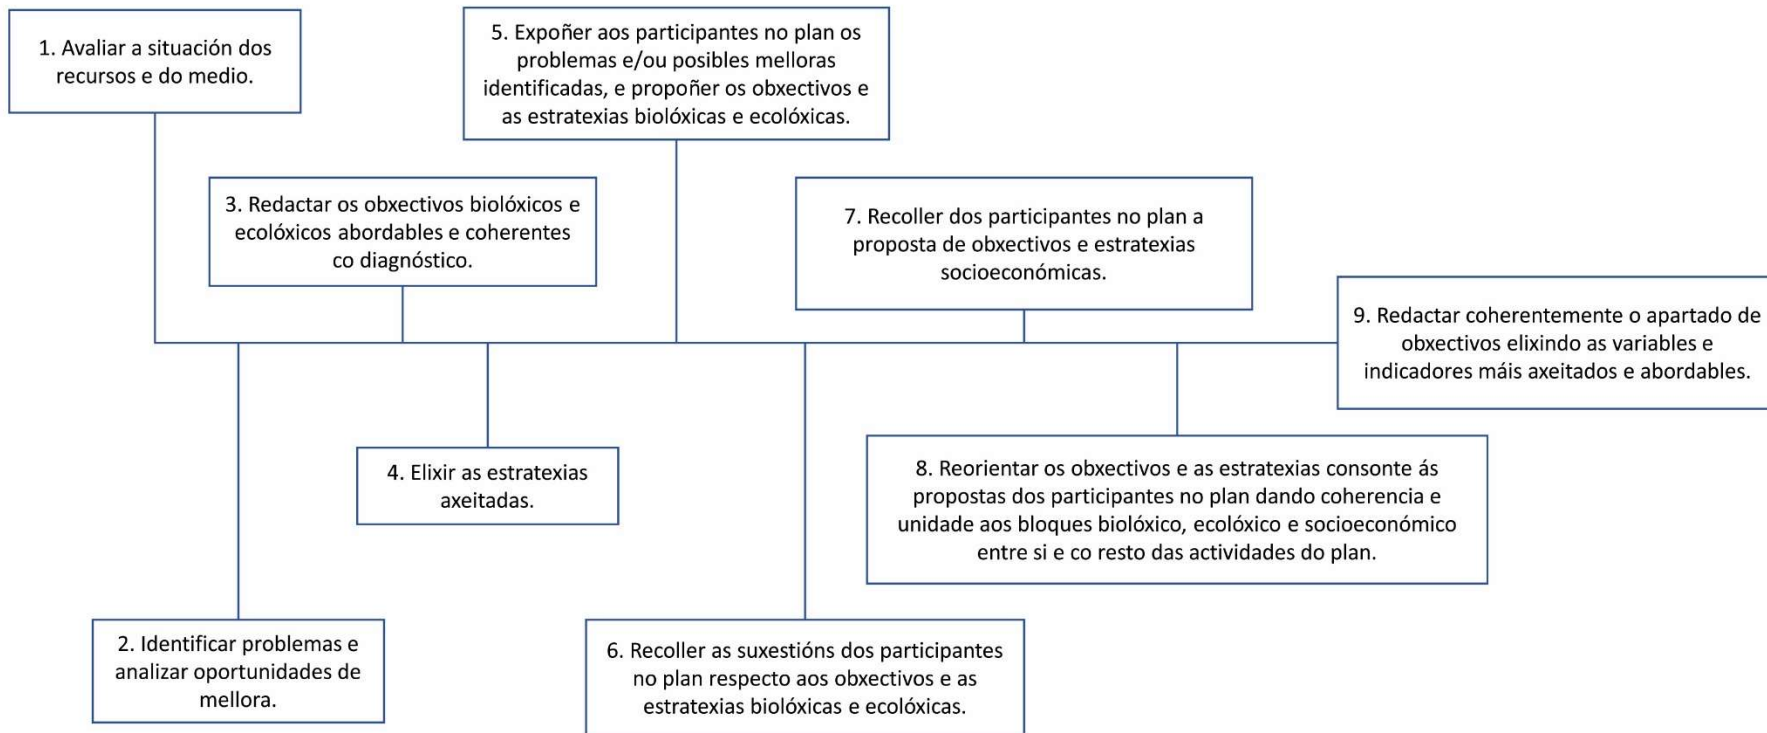 1. Avaliar a situación dos
recursos e do medio.
2. Identificar problemas e
analizar oportunidades de
mellora.
3. Redactar os obxectivos biolóxicos e
ecolóxicos abordables e coherentes
co diagnóstico.
4. Elixir as estratexias
axeitadas.
5. Expoñer aos participantes no plan os
problemas e/ou posibles melloras
identificadas, e propoñer os obxectivos e
as estratexias biolóxicas e ecolóxicas.
6. Recoller as suxestións dos participantes
no plan respecto aos obxectivos e as
estratexias biolóxicas e ecolóxicas.
7. Recoller dos participantes no plan a
proposta de obxectivos e estratexias
socioeconómicas.
8. Reorientar os obxectivos e as estratexias consonte ás
propostas dos participantes no plan dando coherencia e
unidade aos bloques biolóxico, ecolóxico e socioeconómico
entre si e co resto das actividades do plan.
9. Redactar coherentemente o apartado de
obxectivos elixindo as variables e
indicadores máis axeitados e abordables.